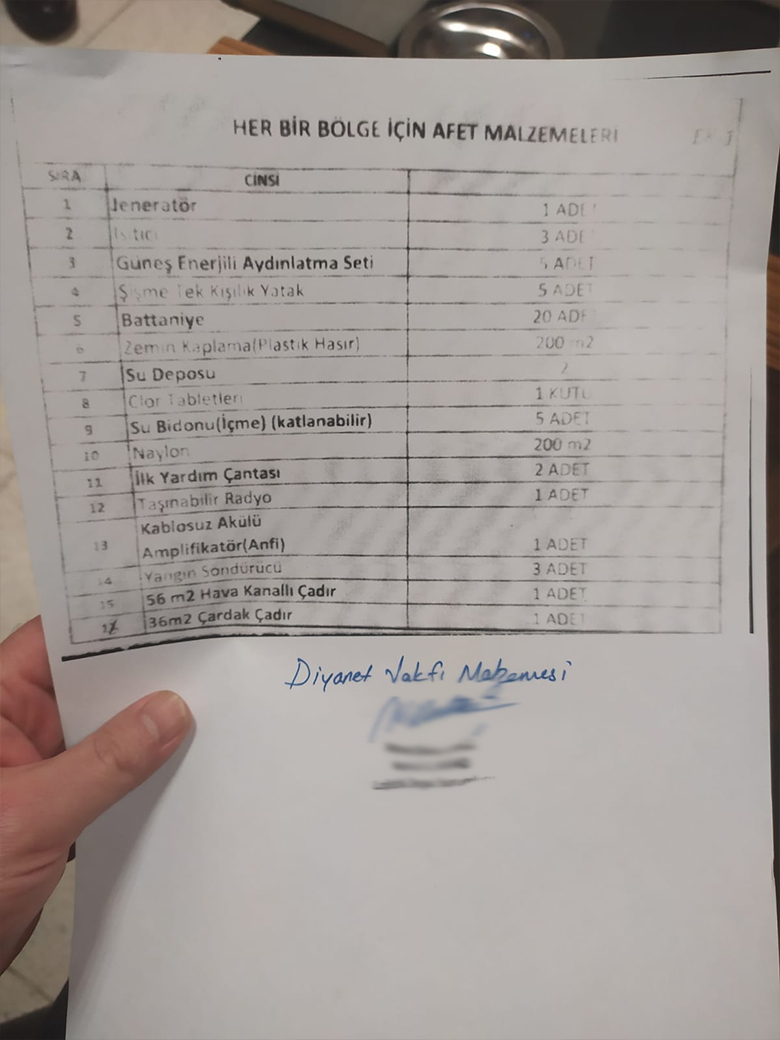 HER BİR BÖLGE İÇİN AFET MALZEMELERİ
SIRA CİNSİ
1 Jeneratör 1 ADET
2 Isıtıcı 3 ADET
3 Güneş Enerjili Aydınlatma Seti 5 ADET
4 Şişme Tek Kişilik Yatak 5 ADET
5 Battaniye 20 ADET
6 Zemin Kaplama(Plastik Hasır) 200 m2
7 Su Deposu 2
8 Clor Tabletleri 1 KUTU
9 Su Bidonu(İçme) (katlanabilir) 5 ADET
10 Naylon 200 m2
11 İlk Yardım Çantası 2 ADET
12 Taşınabilir Radyo 1 ADET
Kablosuz Akülü
13 Amplifikatör(Anfi) 1 ADET
14 Yangın Söndürücü 3 ADET
15 56 m2 Hava Kanallı Çadır 1 ADET
36m2 Çardak Çadır 1 ADET
Diyanet Vakfı Malzemesi